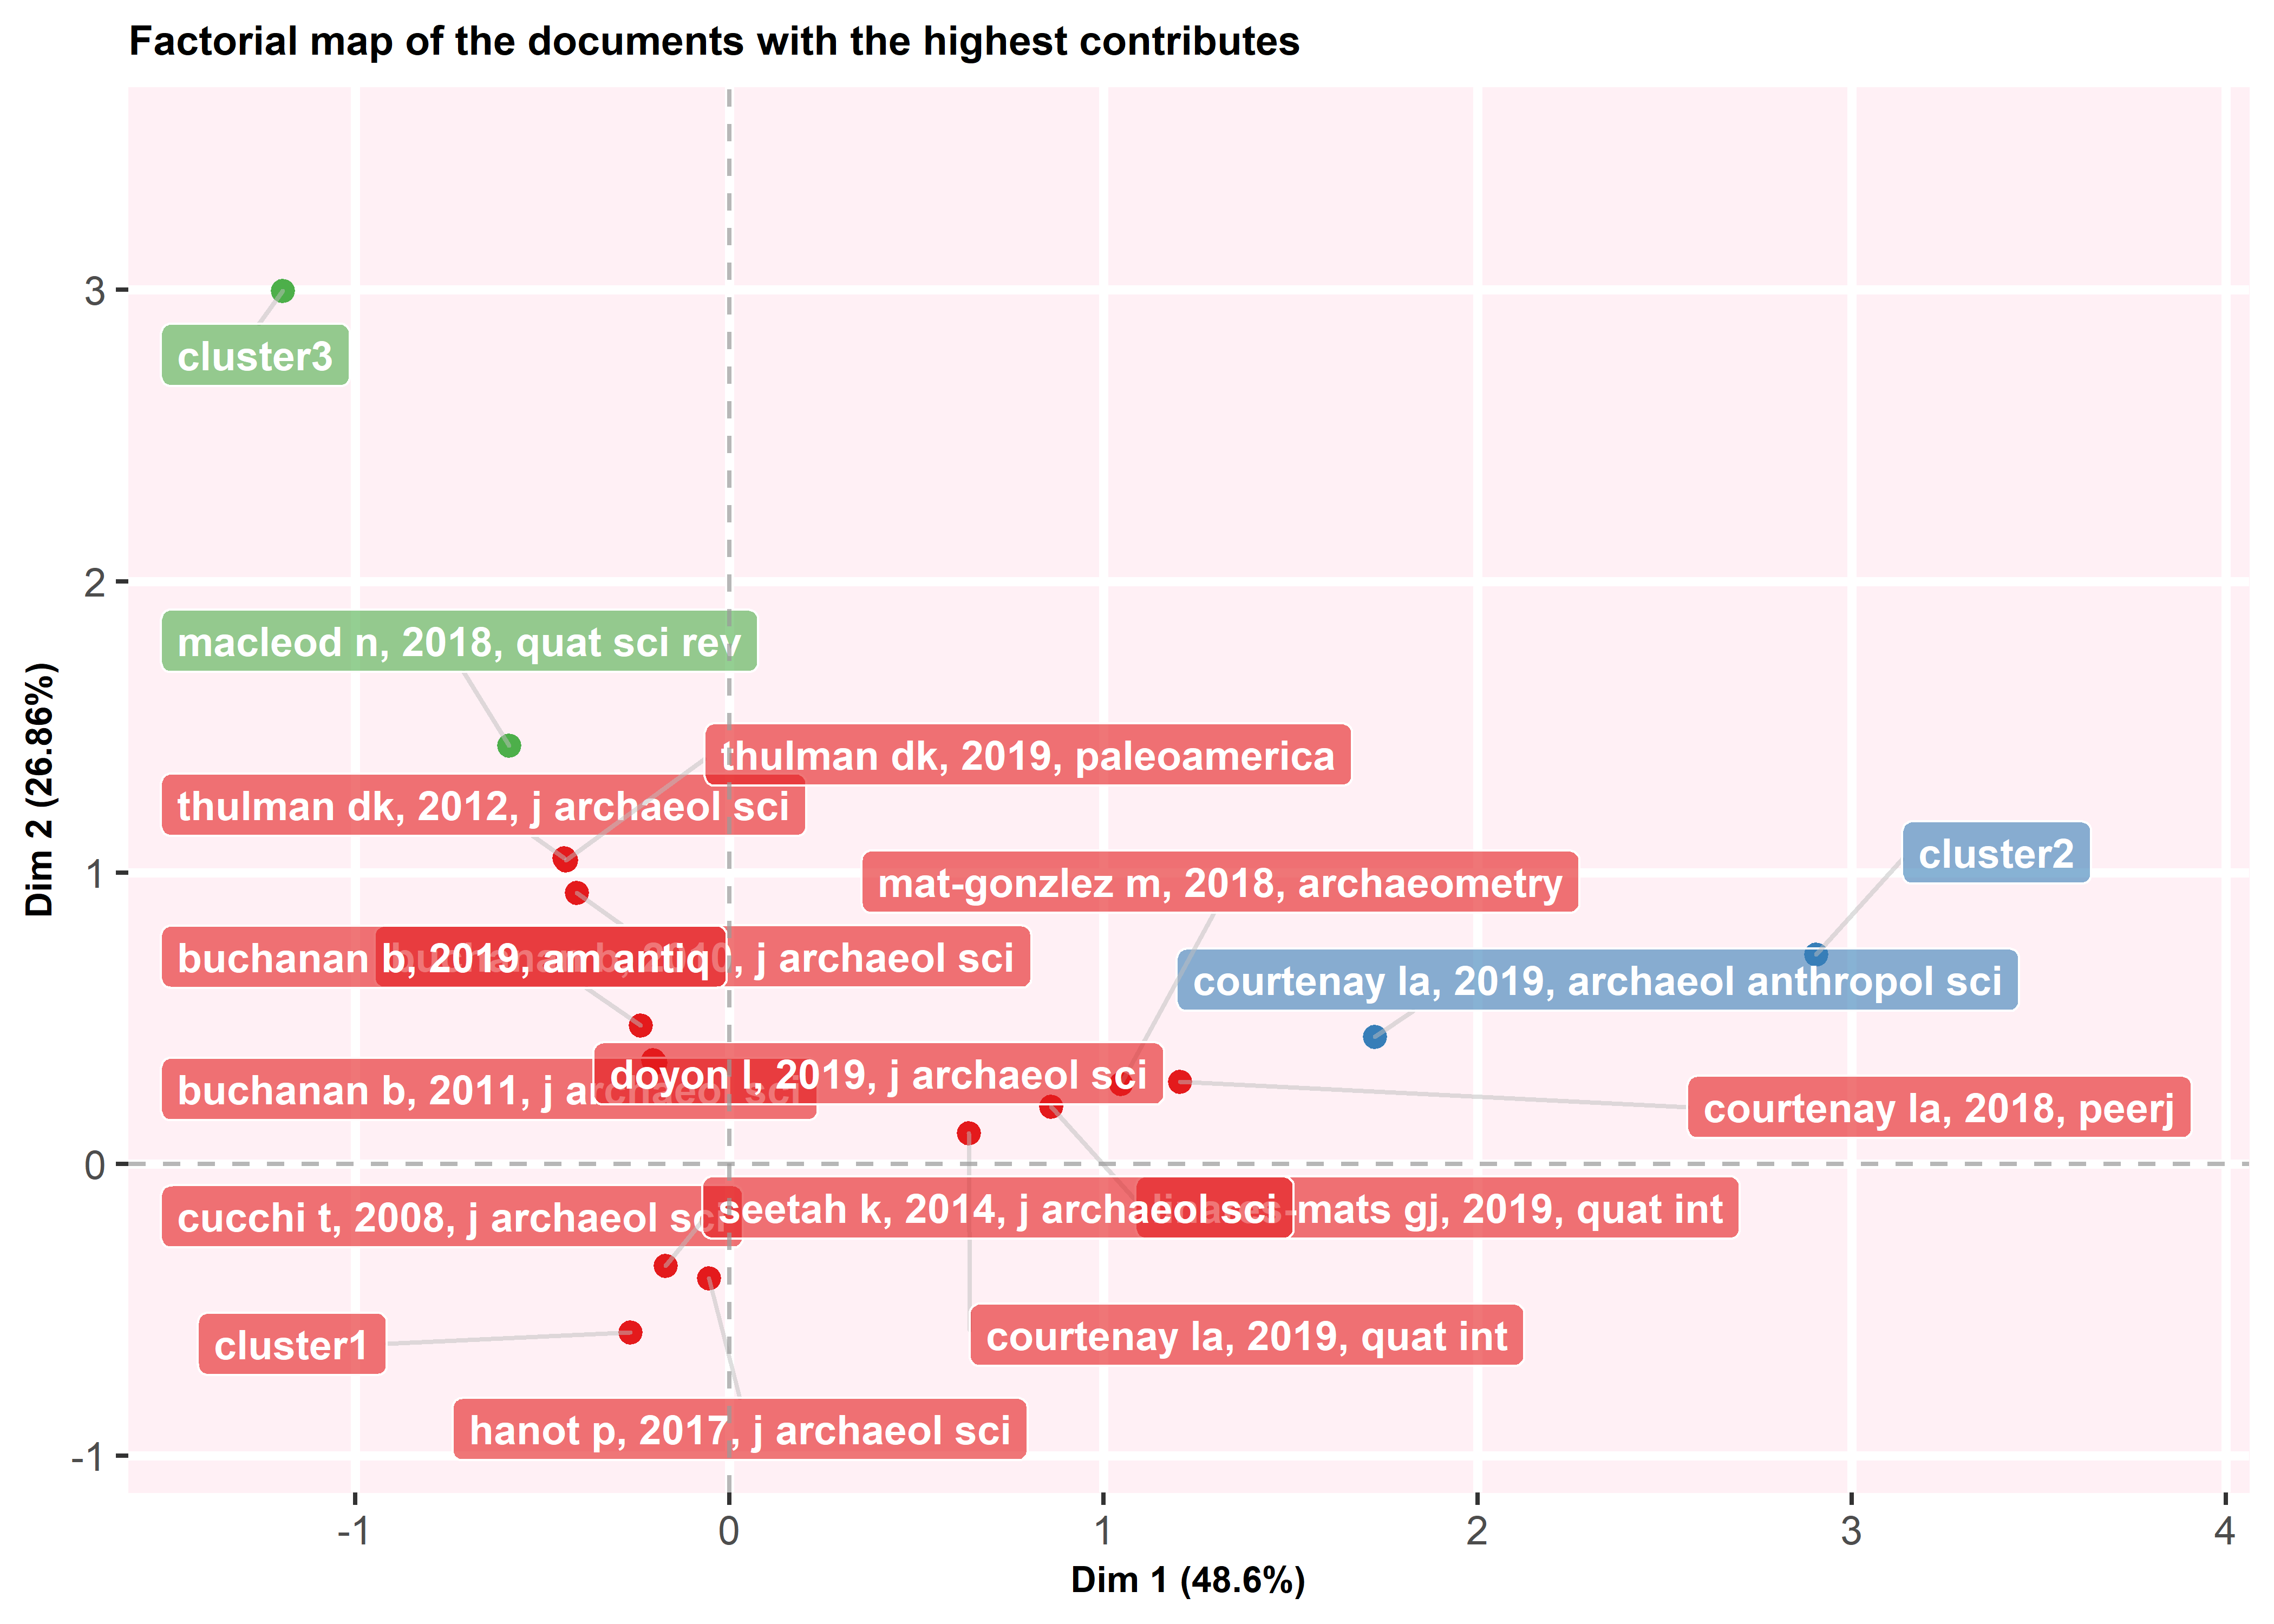 Factorial map of the documents with the highest contributes
3
cluster3
2
macleod n, 2018, quat sci rev
thulman dk, 2019, paleoamerica
thulman dk, 2012, j archaeol sci
1
cluster2
mat-gonzlez m, 2018, archaeometry
buchanan b, 2019, am antiq
j archaeol sci
courtenay la, 2019, archaeol anthropol sci
doyon l, 2019, j archaeol sci
buchanan b, 2011, j archaeol sci
courtenay la, 2018, peerj
0
cucchi t, 2008, j archaeol sci
seetah k, 2014, j archaeol sci
-mats gj, 2019, quat int
cluster1
courtenay la, 2019, quat int
hanot p, 2017, j archaeol sci
-1
-1 0 1 2 3 4
Dim 1 (48.6%)
Dim 2 (26.86%)